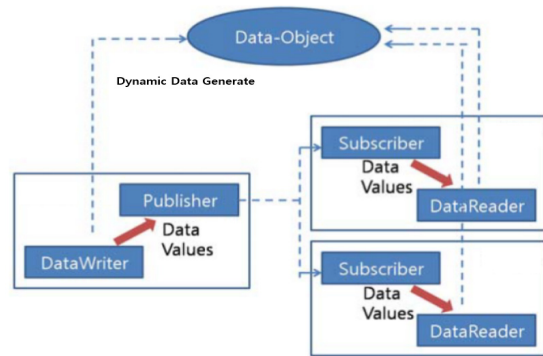 Data-Object
Dynamic Data Generate
Publisher
Data
Values
DataWriter
Subscriber
Data
Values
DataReader
Subscriber
Data
Values
DataReader